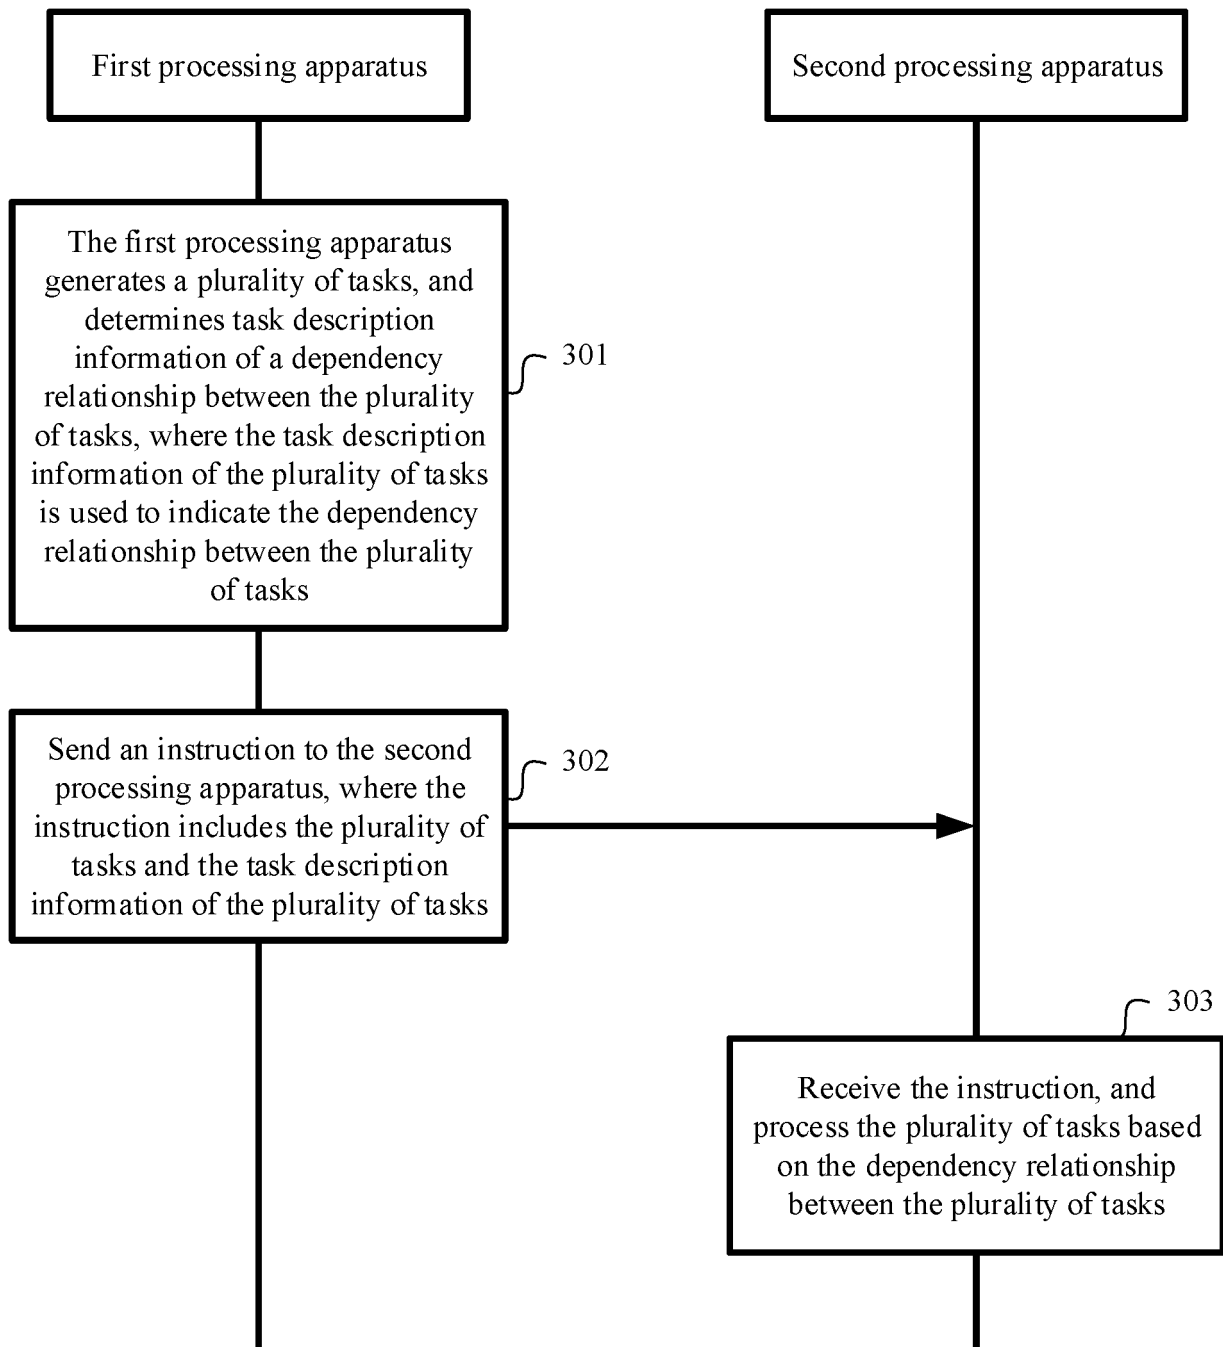 First processing apparatus
Second processing apparatus
The first processing apparatus
generates a plurality of tasks, and
determines task description
information of a dependency
relationship between the plurality
of tasks, where the task description
information of the plurality of tasks
is used to indicate the dependency
relationship between the plurality
of tasks
301
Send an instruction to the second
processing apparatus, where the
instruction includes the plurality of
tasks and the task description
information of the plurality of tasks
302
303
Receive the instruction, and
process the plurality of tasks based
on the dependency relationship
between the plurality of tasks